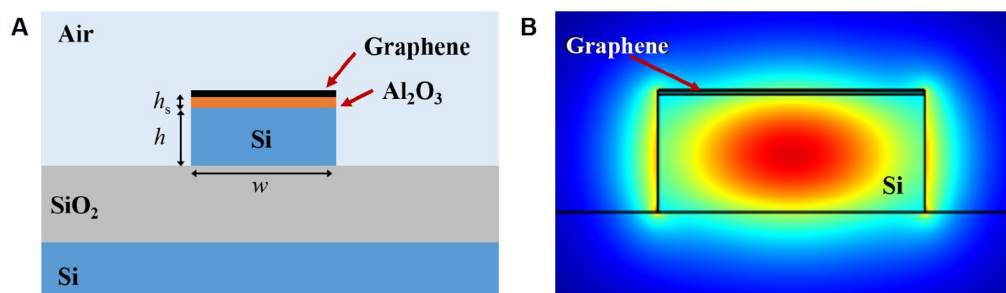 A
Air
Graphene
Al₂O₃
hₛ
h
Si
w
SiO₂
Si
B
Graphene
Si